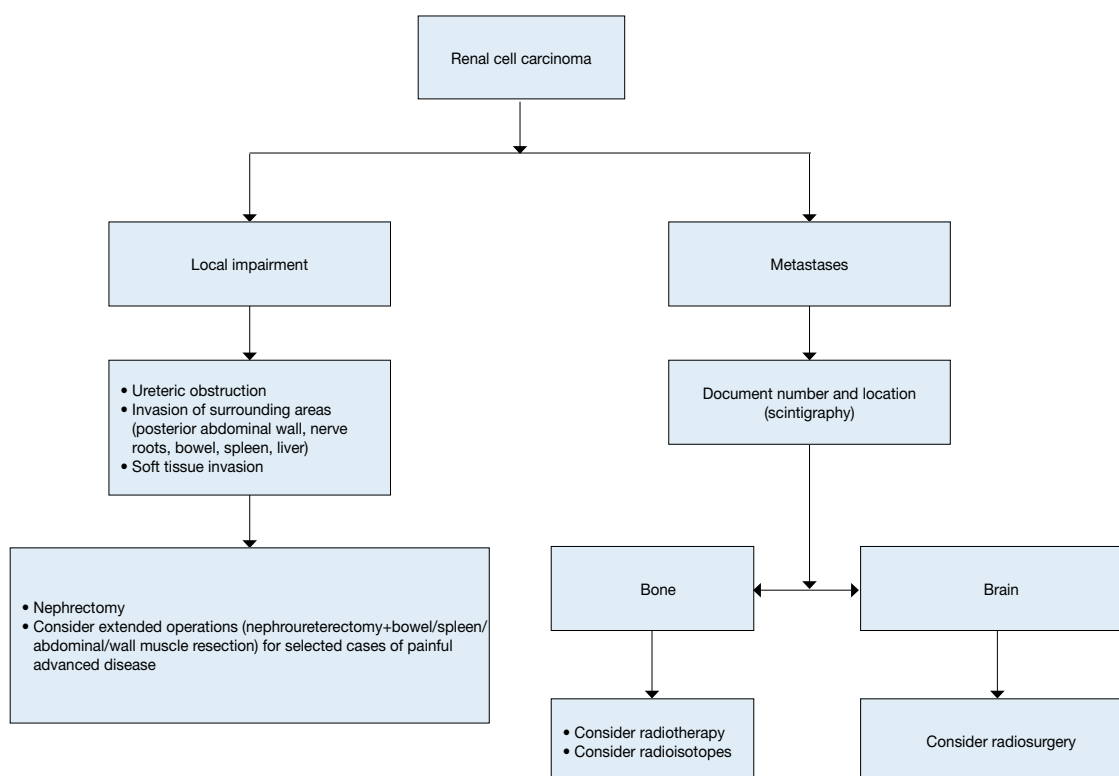 Renal cell carcinoma
Local impairment
Metastases
• Ureteric obstruction
• Invasion of surrounding areas
(posterior abdominal wall, nerve
roots, bowel, spleen, liver)
• Soft tissue invasion
Document number and location
(scintigraphy)
• Nephrectomy
• Consider extended operations (nephroureterectomy+bowel/spleen/
abdominal/wall muscle resection) for selected cases of painful
advanced disease
Bone
Brain
• Consider radiotherapy
• Consider radioisotopes
Consider radiosurgery